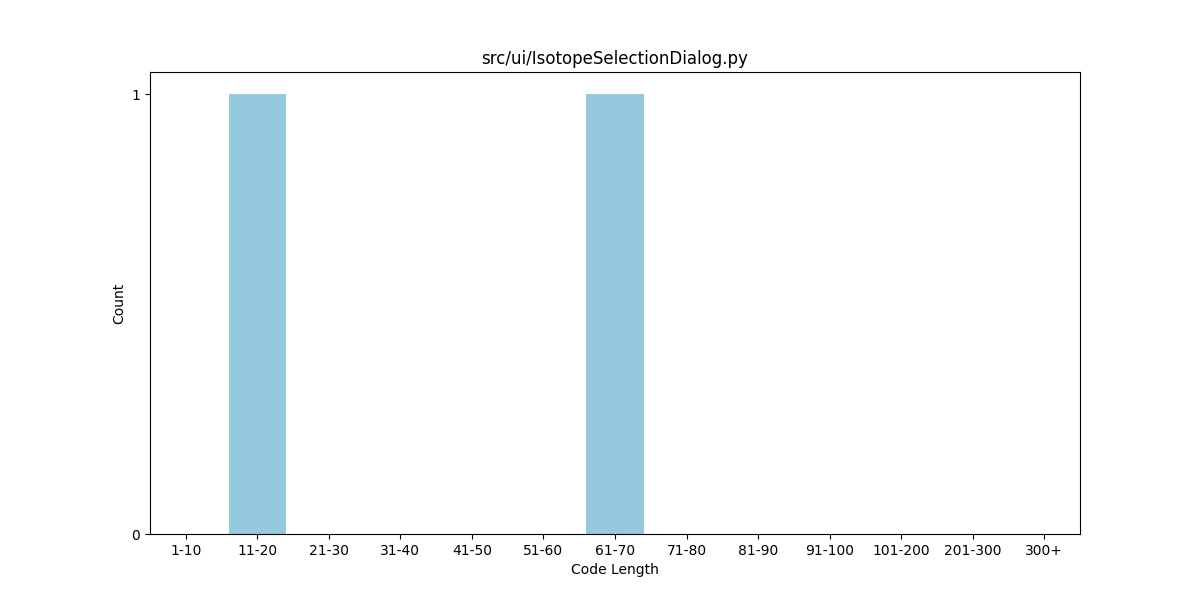 src/ui/IsotopeSelectionDialog.py
1
Count
0
1-10 11-20 21-30 31-40 41-50 51-60 61-70 71-80 81-90 91-100 101-200 201-300 300+
Code Length